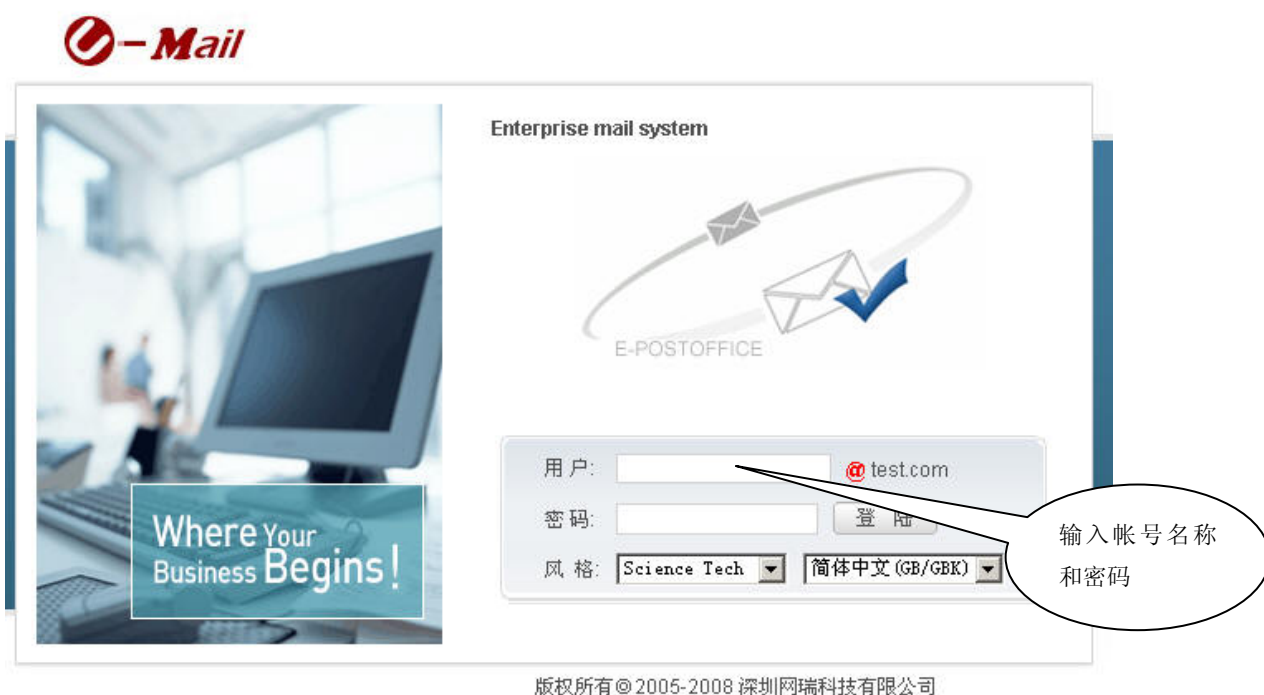 e-Mail
Enterprise mail system
E-POSTOFFICE
Where Your
Business Begins!
用户:
@ test.com
密码:
登 陆
风 格:
Science Tech
简体中文(GB/GBK)
输入帐号名称
和密码
版权所有©2005-2008 深圳网瑞科技有限公司